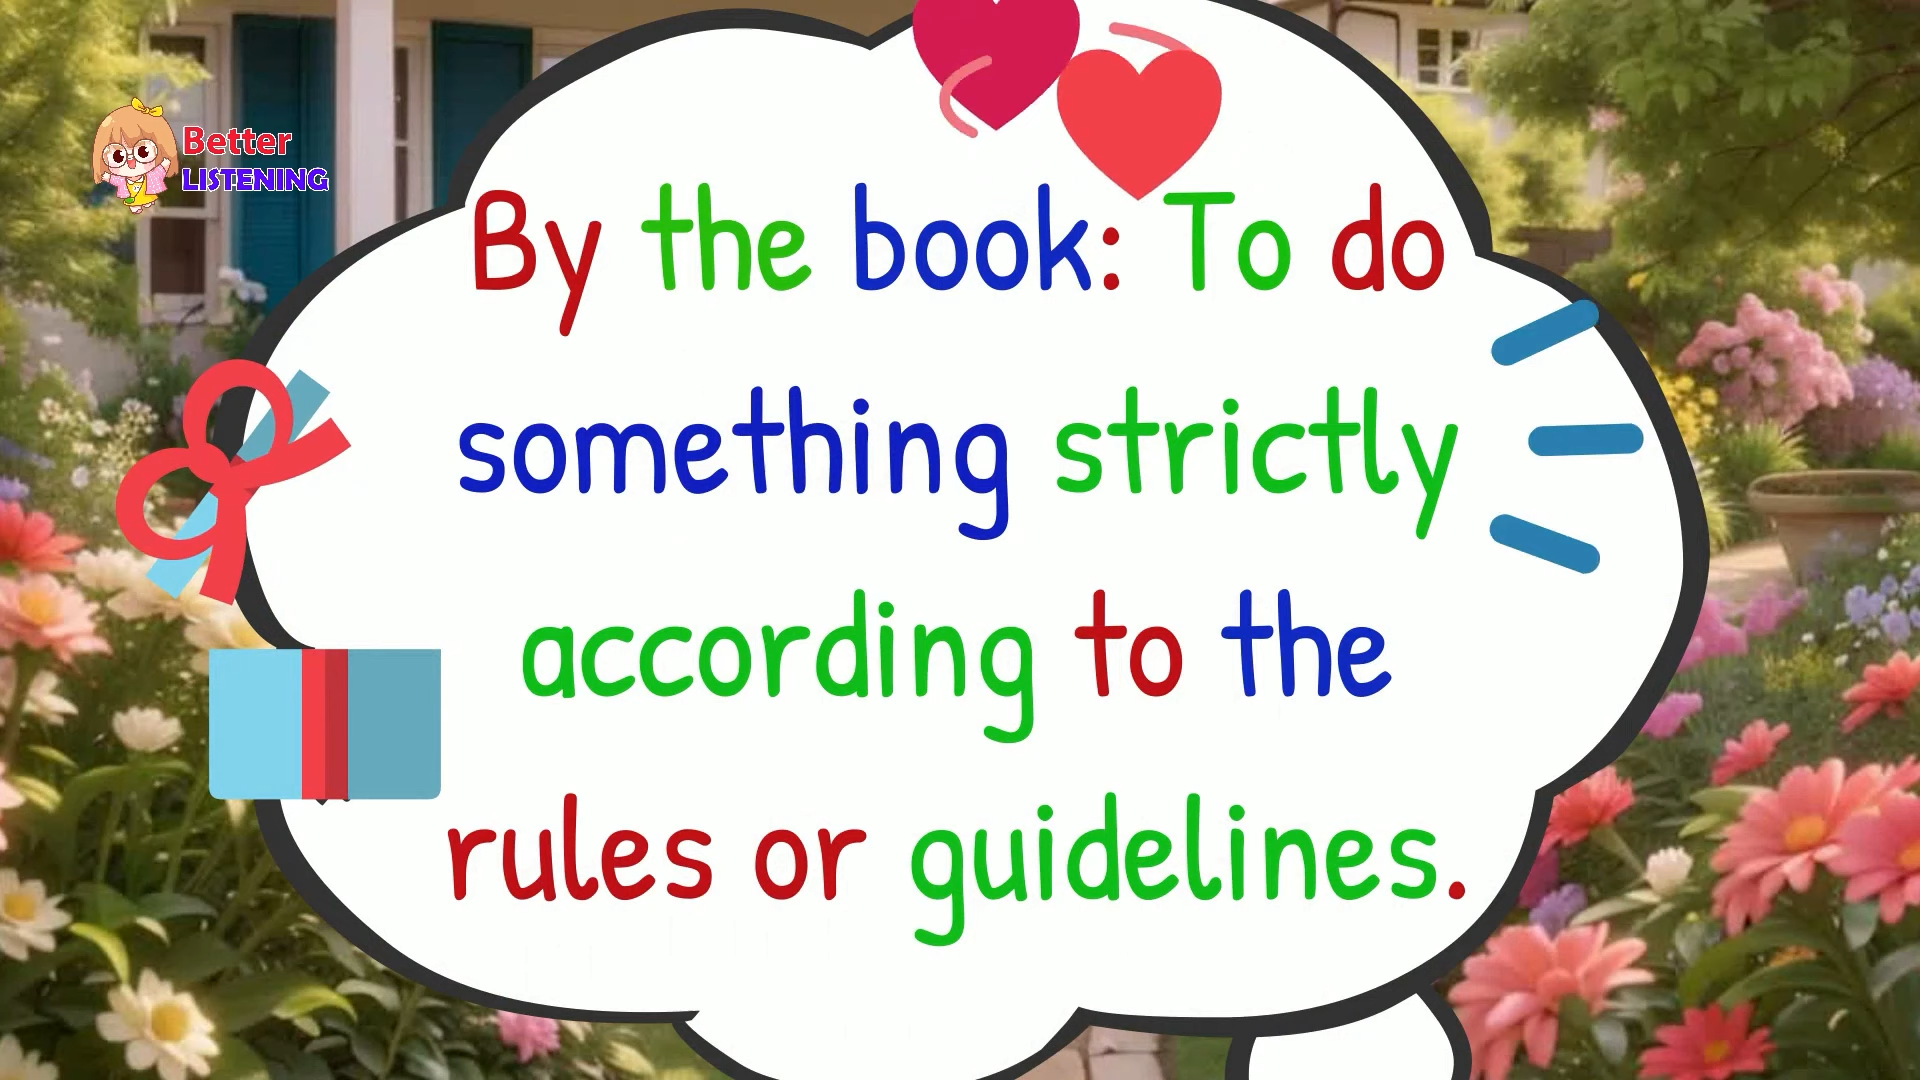 Better
LISTENING
By the book: To do
something strictly
according to the
rules or guidelines.